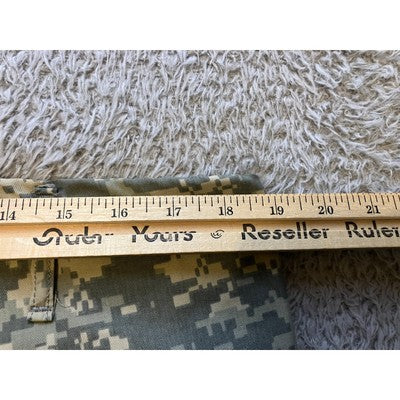 14 15 16 17 18 19 20 21
Order Yours Reseller Ruler